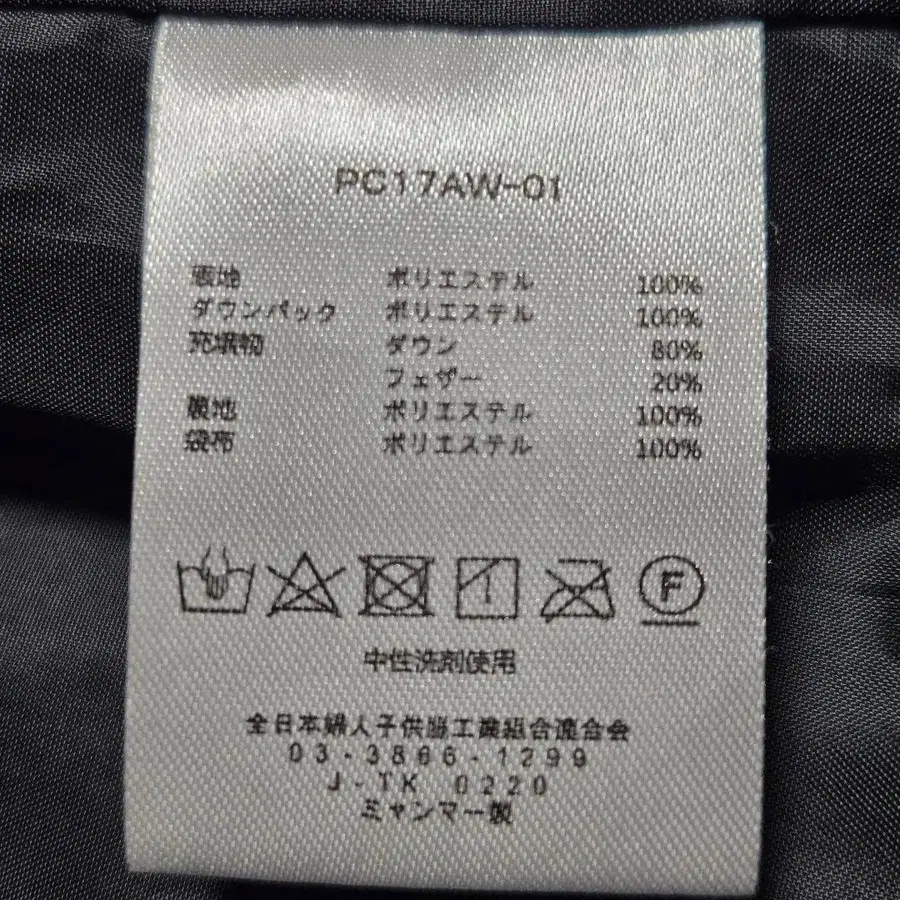 PC17AW-01
表地 ポリエステル 100%
ダウンパック ポリエステル 100%
充填物 ダウン 80%
フェザー 20%
裏地 ポリエステル 100%
袋布 ポリエステル 100%
F
中性洗剤使用
全日本婦人子供服工業組合連合会
03-3866-1299
J-TK 0220
ミャンマー製